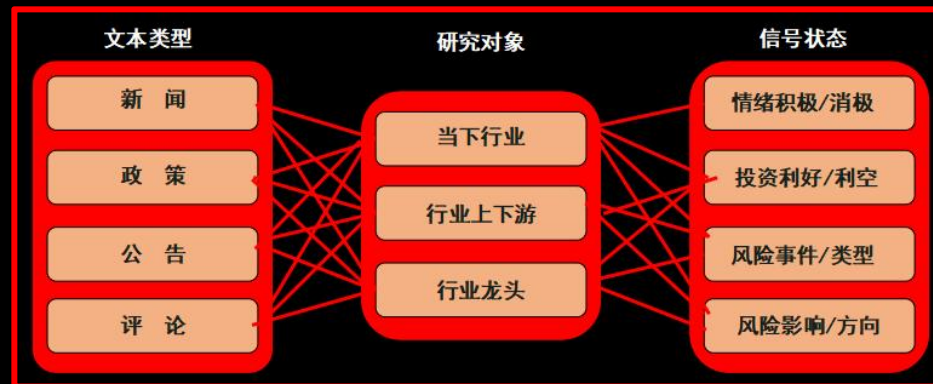 文本类型
新 闻
政 策
公 告
评 论
研究对象
当下行业
行业上下游
行业龙头
信号状态
情绪积极/消极
投资利好/利空
风险事件/类型
风险影响/方向